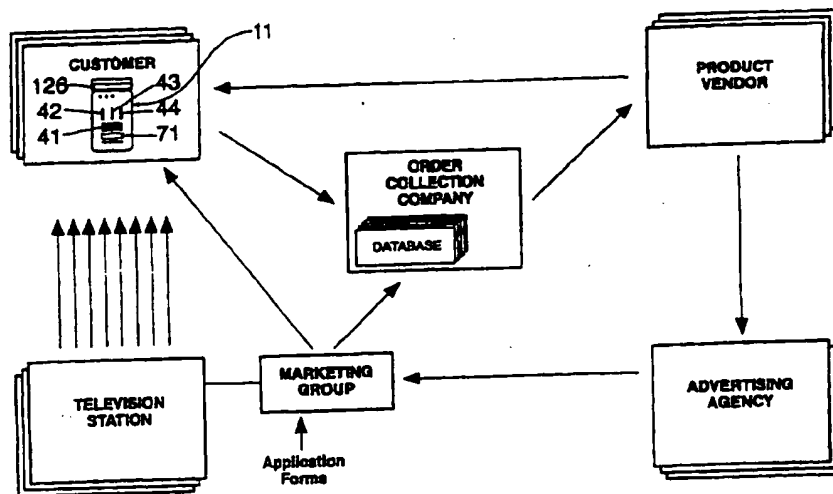 11
CUSTOMER
126
43
42
44
41
71
PRODUCT
VENDOR
ORDER
COLLECTION
COMPANY
DATABASE
TELEVISION
STATION
MARKETING
GROUP
ADVERTISING
AGENCY
Application
Forms